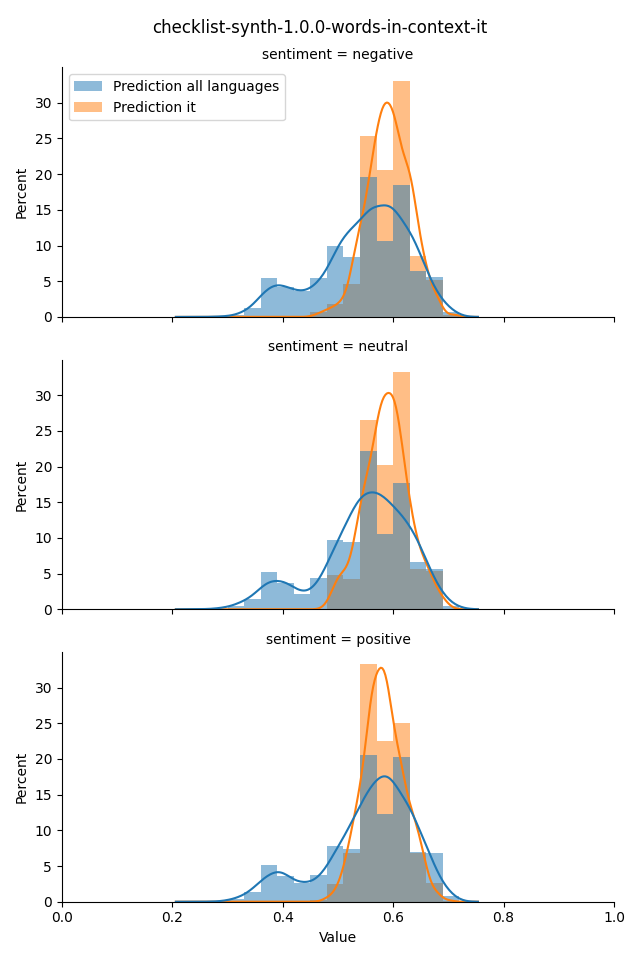 checklist-synth-1.0.0-words-in-context-it
sentiment = negative
Prediction all languages
Prediction it
30
25
20
15
10
5
0
Percent
sentiment = neutral
30
25
20
15
10
5
0
Percent
sentiment = positive
30
25
20
15
10
5
0
Percent
0.0 0.2 0.4 0.6 0.8 1.0
Value